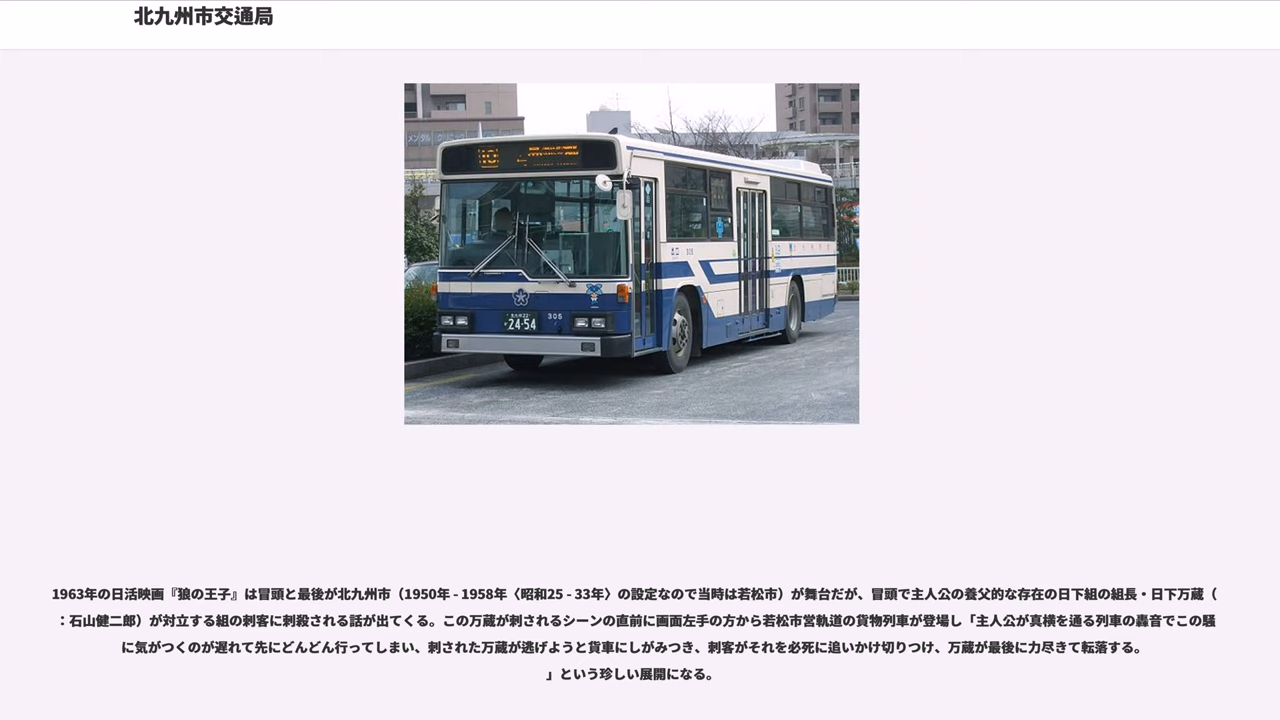 北九州市交通局
メンタル
10
305
24-54
305
1963年の日活映画『狼の王子』は冒頭と最後が北九州市（1950年 - 1958年〈昭和25 - 33年〉の設定なので当時は若松市）が舞台だが、冒頭で主人公の養父的な存在の日下組の組長・日下万蔵（
：石山健二郎）が対立する組の刺客に刺殺される話が出てくる。この万蔵が刺されるシーンの直前に画面左手の方から若松市営軌道の貨物列車が登場し「主人公が真横を通る列車の轟音でこの騒
に気がつくのが遅れて先にどんどん行ってしまい、刺された万蔵が逃げようと貨車にしがみつき、刺客がそれを必死に追いかけ切りつけ、万蔵が最後に力尽きて転落する。
」という珍しい展開になる。